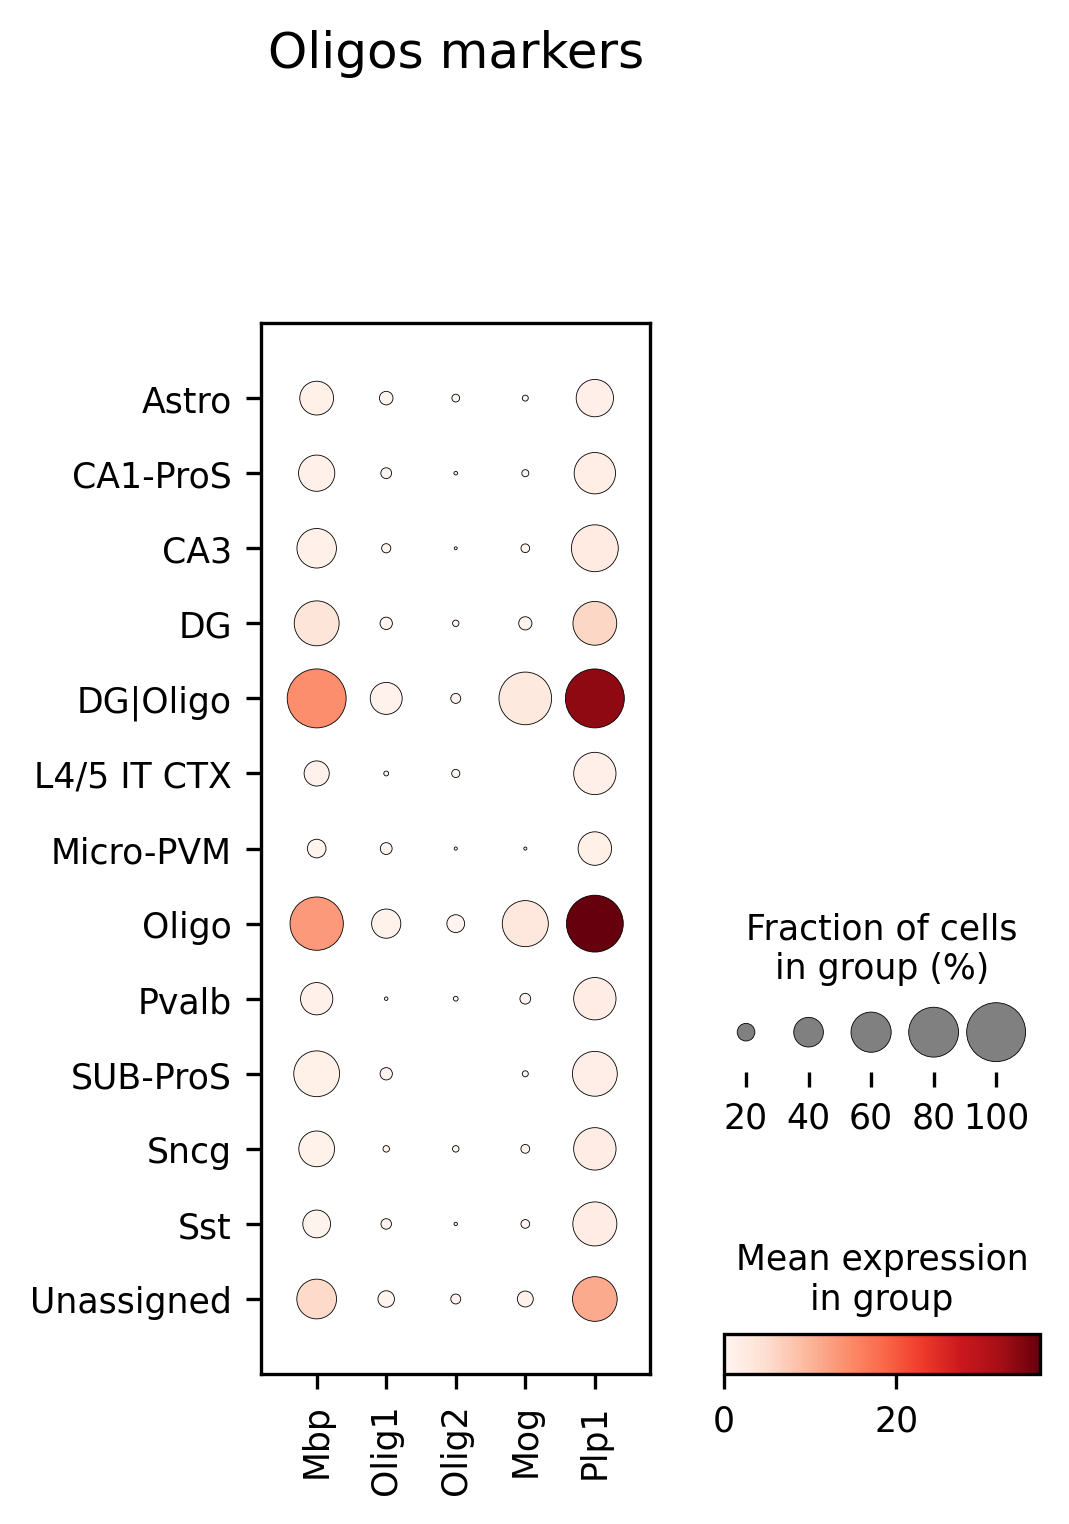 Oligos markers
Astro
CA1-ProS
CA3
DG
DG|Oligo
L4/5 IT CTX
Micro-PVM
Oligo
Pvalb
SUB-ProS
Sncg
Sst
Unassigned
Mbp
Olig1
Olig2
Mog
Plp1
Fraction of cells
in group (%)
20 40 60 80 100
Mean expression
in group
0 20